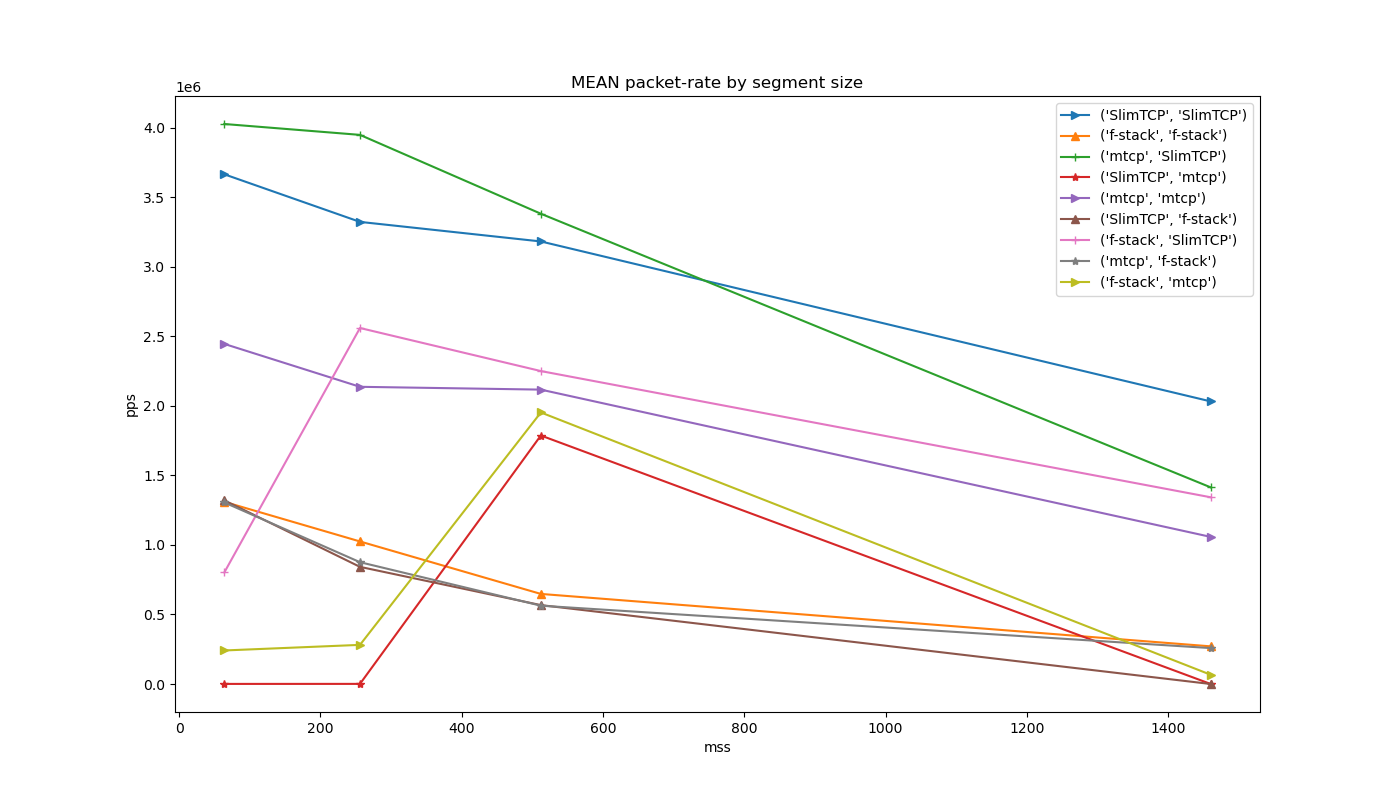 MEAN packet-rate by segment size
1e6
4.0
3.5
3.0
2.5
2.0
1.5
1.0
0.5
0.0
pps
0
200
400
600
800
1000
1200
1400
mss
('SlimTCP', 'SlimTCP')
('f-stack', 'f-stack')
('mtcp', 'SlimTCP')
('SlimTCP', 'mtcp')
('mtcp', 'mtcp')
('SlimTCP', 'f-stack')
('f-stack', 'SlimTCP')
('mtcp', 'f-stack')
('f-stack', 'mtcp')